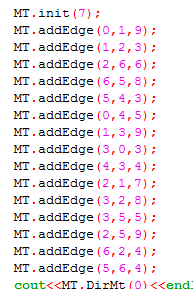 MT.init(7);
MT.addEdge(0,1,9);
MT.addEdge(1,2,3);
MT.addEdge(2,6,6);
MT.addEdge(6,5,8);
MT.addEdge(5,4,3);
MT.addEdge(0,4,5);
MT.addEdge(1,3,9);
MT.addEdge(3,0,3);
MT.addEdge(4,3,4);
MT.addEdge(2,1,7);
MT.addEdge(3,2,8);
MT.addEdge(3,5,5);
MT.addEdge(2,5,9);
MT.addEdge(6,2,4);
MT.addEdge(5,6,4);
cout<<MT.DirMt(0)<<endl